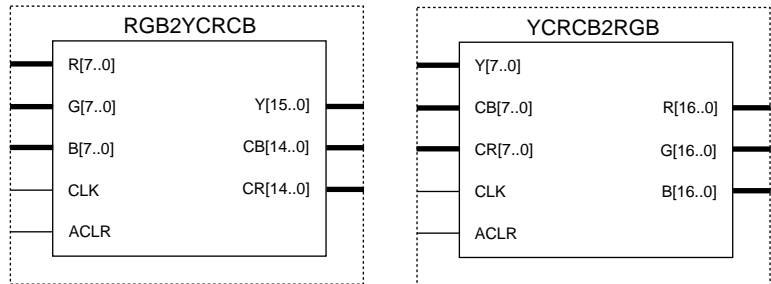 RGB2YCRCB
R[7..0]
G[7..0]
B[7..0]
CLK
ACLR
Y[15..0]
CB[14..0]
CR[14..0]
YCRCB2RGB
Y[7..0]
CB[7..0]
CR[7..0]
CLK
ACLR
R[16..0]
G[16..0]
B[16..0]